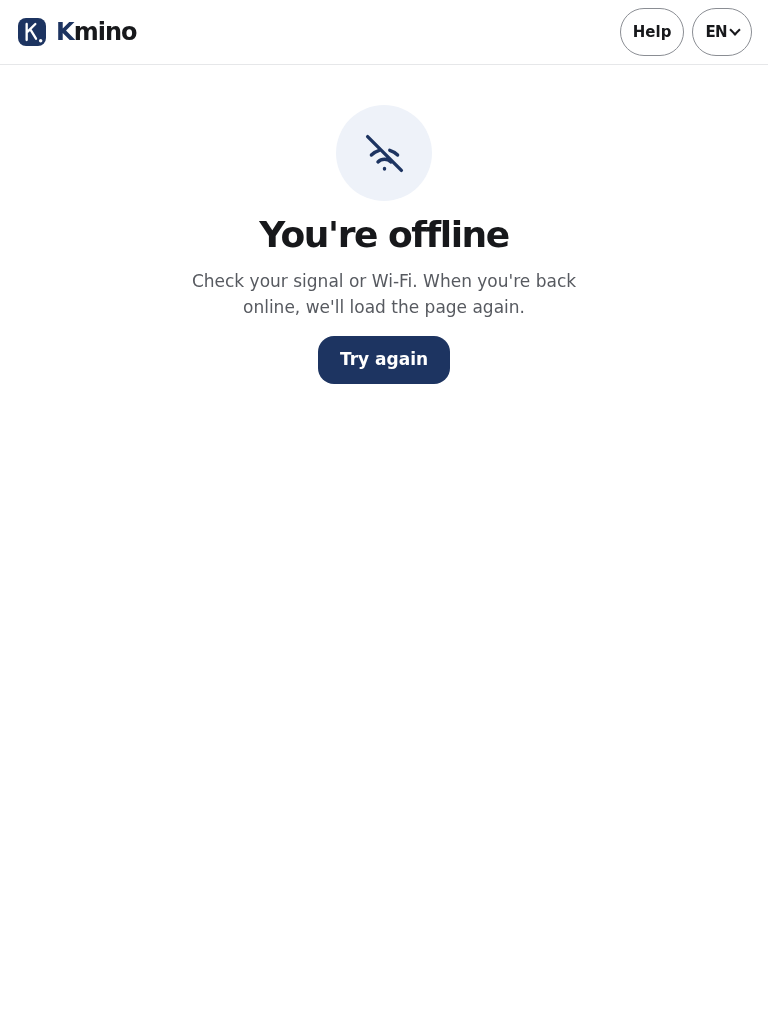 K. Kmino
Help
EN
You're offline
Check your signal or Wi-Fi. When you're back
online, we'll load the page again.
Try again